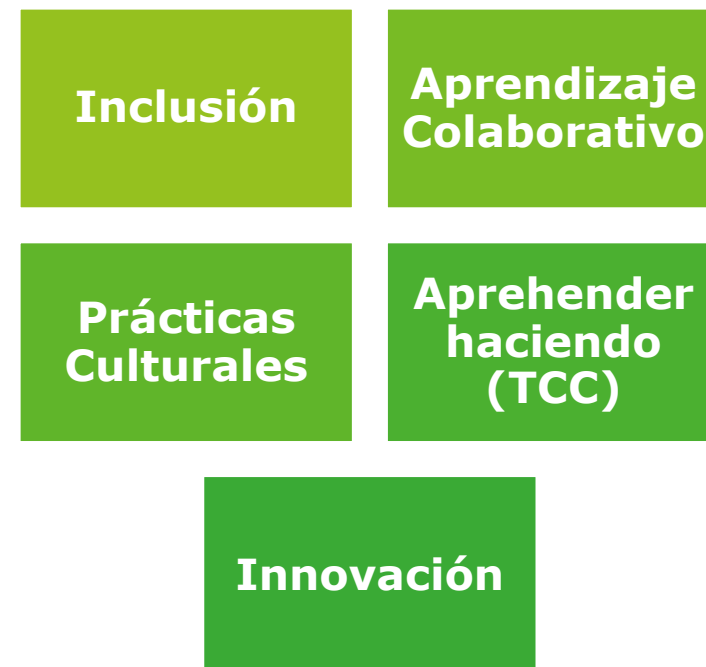 Inclusión
Aprendizaje
Colaborativo
Prácticas
Culturales
Aprehender
haciendo
(TCC)
Innovación